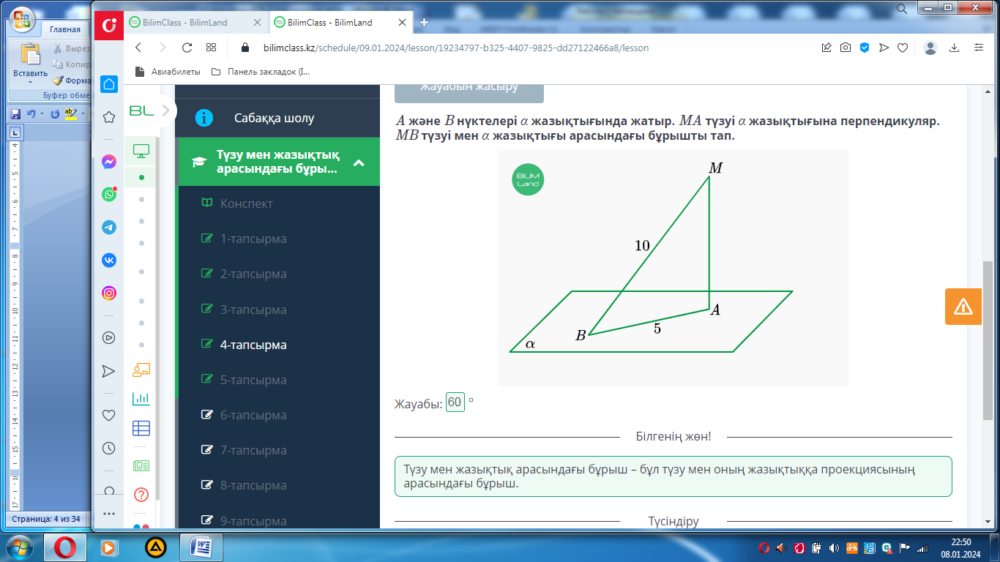 BilimClass - BilimLand
BilimClass - BilimLand
Главная
bilimclass.kz/schedule/09.01.2024/lesson/19234797-b325-4407-9825-dd27122466a8/lesson
Авиабилеты
Панель закладок (I...
Вставить
Вырез
Копир
Форма
Буфер обме
BL
Сабаққа шолу
Түзу мен жазықтық
арасындағы бұры...
Конспект
1-тапсырма
2-тапсырма
3-тапсырма
4-тапсырма
5-тапсырма
6-тапсырма
7-тапсырма
8-тапсырма
9-тапсырма
Жауабын жасыру
A және B нүктелері α жазықтығында жатыр. MA түзуі α жазықтығына перпендикуляр.
MB түзуі мен α жазықтығы арасындағы бұрышты тап.
BILIM
Land
M
10
A
B
5
α
Жауабы: 60 °
Білгенің жөн!
Түзу мен жазықтық арасындағы бұрыш – бұл түзу мен оның жазықтыққа проекциясының
арасындағы бұрыш.
Түсіндіру
Страница: 4 из 34
22:50
08.01.2024